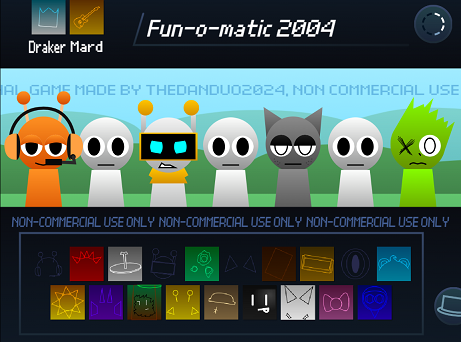 Fun-o-matic 2004
Draker Mard
IAL GAME MADE BY THEDANDUO2024, NON COMMERCIAL USE
NON-COMMERCIAL USE ONLY NON-COMMERCIAL USE ONLY NON-COMMERCIAL USE ONLY